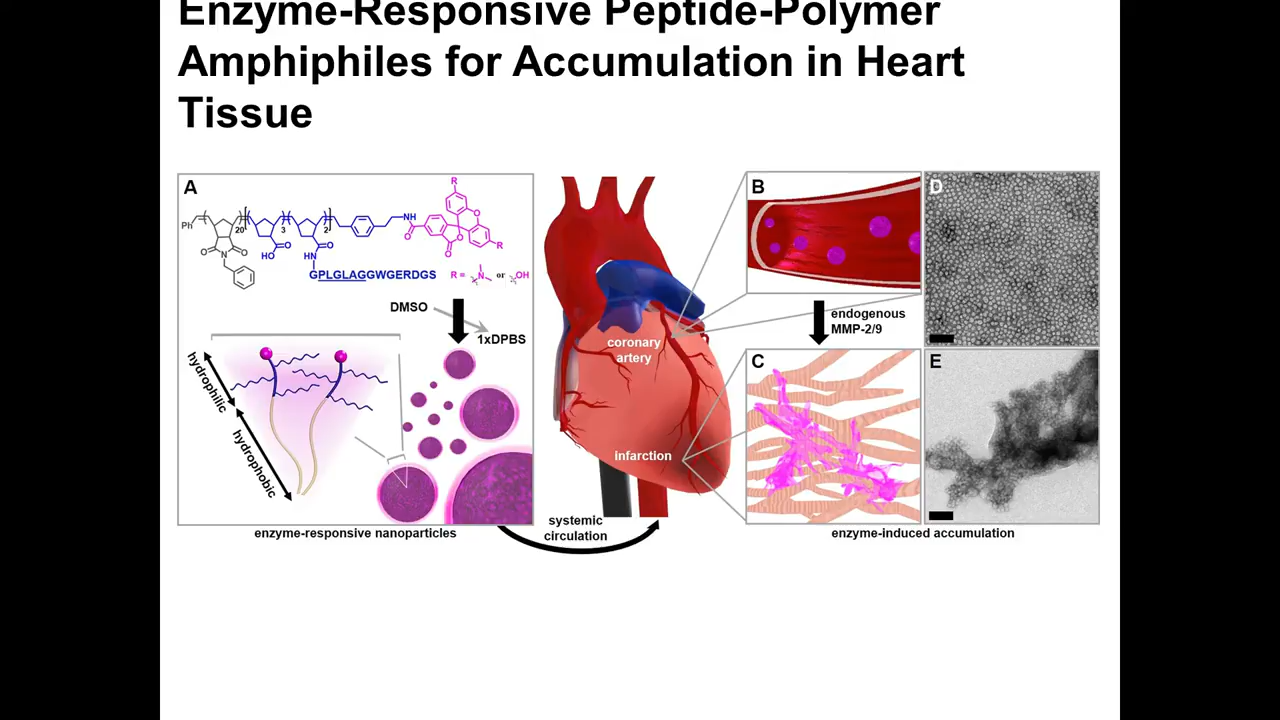 Enzyme-Responsive Peptide-Polymer
Amphiphiles for Accumulation in Heart
Tissue
A
Ph
20
3
2
NH
O
O
O
N
O
HO
O
HN
O
O
O
O
R
R
GPLGLAGGWGERDGS
R = N or OH
DMSO
1xDPBS
hydrophilic
hydrophobic
enzyme-responsive nanoparticles
coronary
artery
infarction
systemic
circulation
B
endogenous
MMP-2/9
C
D
E
enzyme-induced accumulation